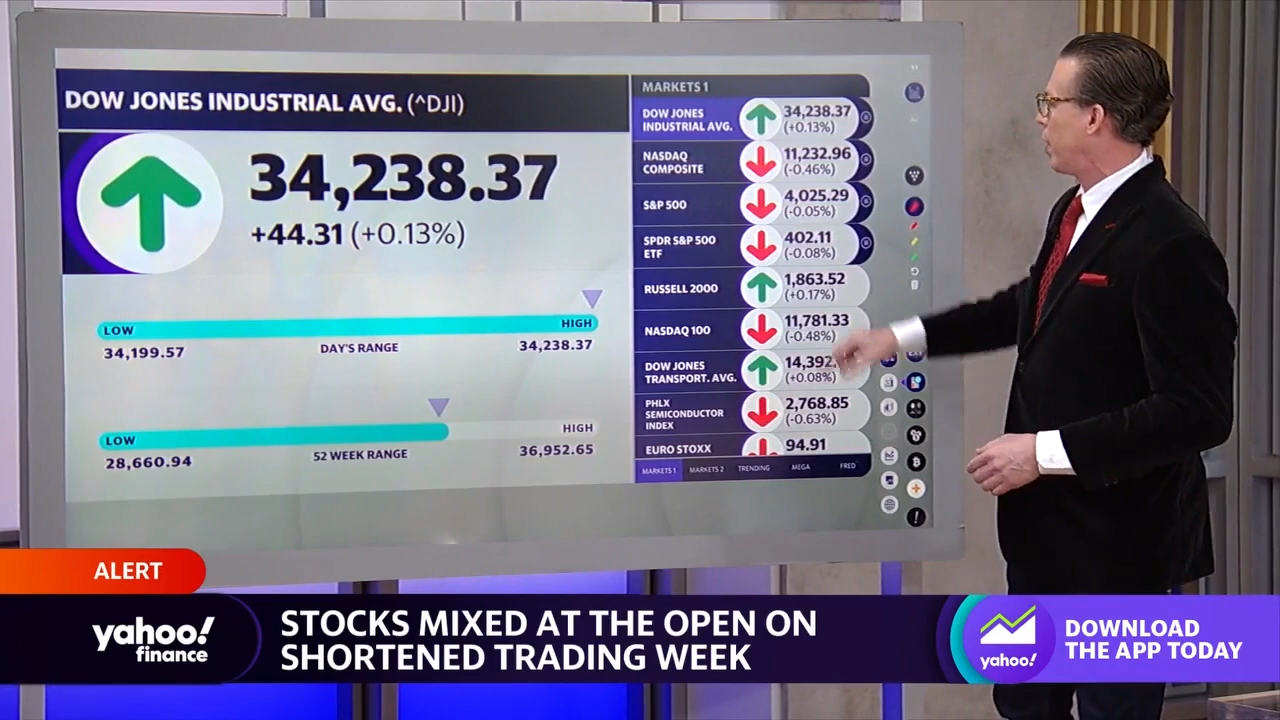 DOW JONES INDUSTRIAL AVG. (^DJI)
34,238.37
+44.31 (+0.13%)
LOW
HIGH
34,199.57
DAY'S RANGE
34,238.37
LOW
HIGH
28,660.94
52 WEEK RANGE
36,952.65
MARKETS 1
DOW JONES
INDUSTRIAL AVG.
34,238.37
(+0.13%)
NASDAQ
COMPOSITE
11,232.96
(-0.46%)
S&P 500
4,025.29
(-0.05%)
SPDR S&P 500
ETF
402.11
(-0.08%)
RUSSELL 2000
1,863.52
(+0.17%)
NASDAQ 100
11,781.33
(-0.48%)
DOW JONES
TRANSPORT. AVG.
14,392.
(+0.08%)
PHLX
SEMICONDUCTOR
INDEX
2,768.85
(-0.63%)
EURO STOXX
94.91
MARKETS 1
MARKETS 2
TRENDING
MEGA
FRED
ALERT
yahoo!
finance
STOCKS MIXED AT THE OPEN ON
SHORTENED TRADING WEEK
yahoo!
DOWNLOAD
THE APP TODAY